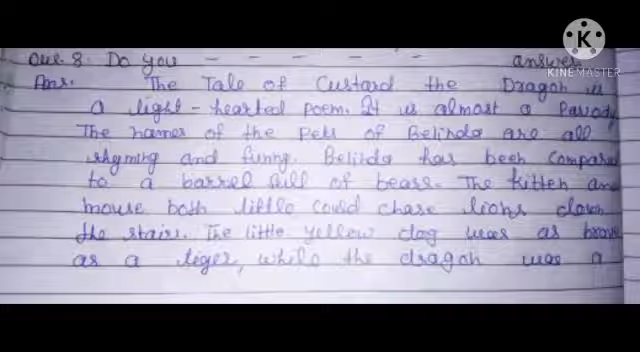 Que. 8. Do you - - - - - - answer.
Ans. The Tale of Custard the Dragon is
a light-hearted poem. It is almost a Parody
The names of the Pets of Belinda are all
rhyming and funny. Belinda has been compare
to a barrel full of bears. The kitten an
mouse both little could chase lions down
the stairs. The little yellow dog was as brave
as a tiger, while the dragon was a
K
KINEMASTER